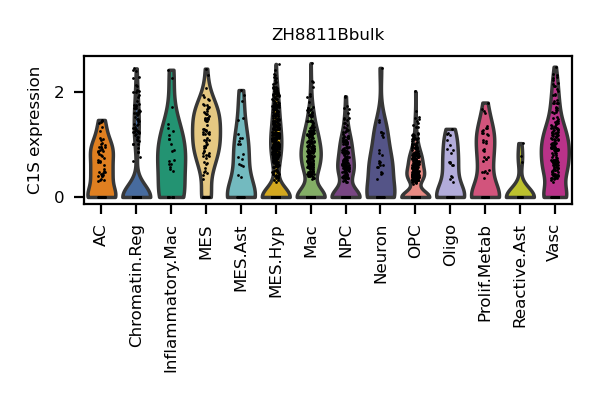 ZH8811Bbulk
C1S expression
2
0
AC
Chromatin.Reg
Inflammatory.Mac
MES
MES.Ast
MES.Hyp
Mac
NPC
Neuron
OPC
Oligo
Prolif.Metab
Reactive.Ast
Vasc